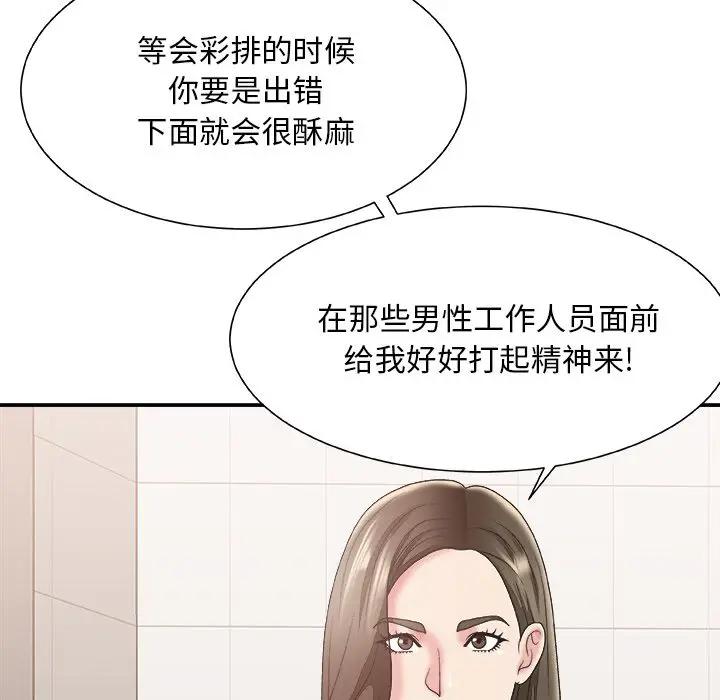 等会彩排的时候
你要是出错
下面就会很酥麻
在那些男性工作人员面前
给我好好打起精神来!